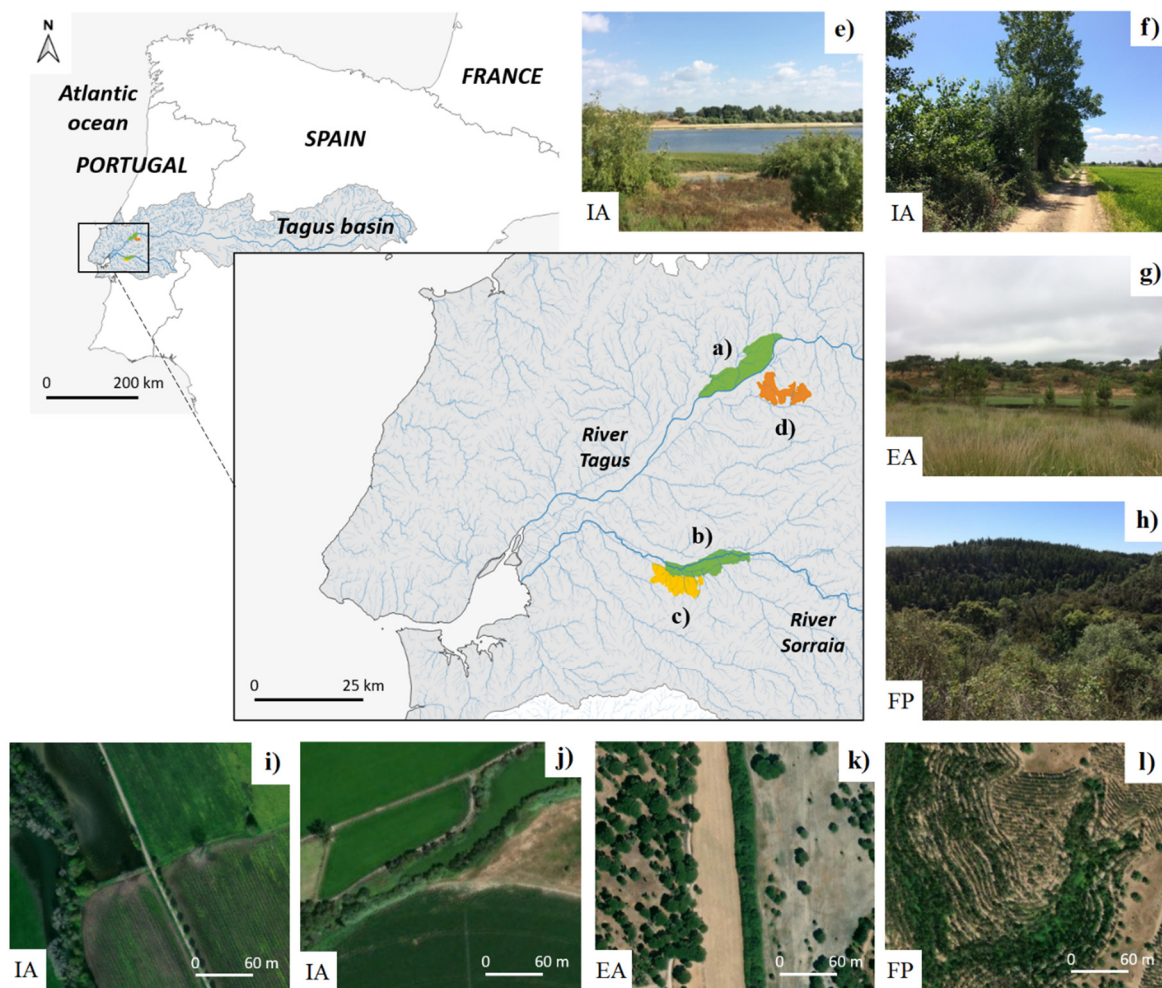 N
Atlantic
ocean
FRANCE
SPAIN
PORTUGAL
Tagus basin
0 200 km
a)
d)
River
Tagus
b)
c)
River
Sorraia
0 25 km
e)
IA
f)
IA
g)
EA
h)
FP
i)
IA
0 60 m
j)
IA
0 60 m
k)
EA
0 60 m
l)
FP
0 60 m